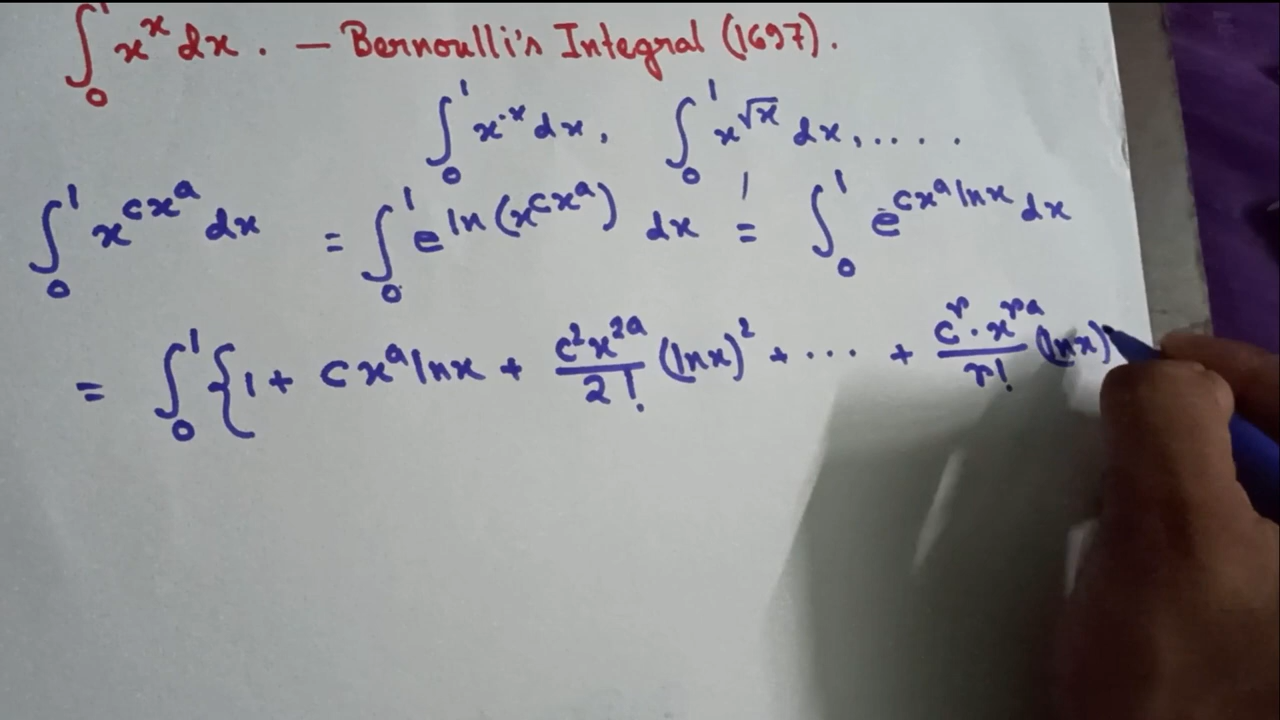 ∫₀¹ xˣ dx . — Bernoulli's Integral (1697).
∫₀¹ x⁻ˣ dx, ∫₀¹ x^√x dx, . . . .
∫₀¹ x^(cx^a) dx = ∫₀¹ e^(ln(x^(cx^a))) dx = ∫₀¹ e^(cx^a lnx) dx
= ∫₀¹ { 1 + cx^a lnx + c²x^(2a)/2! (lnx)² + ... + c^r · x^(ra)/r! (lnx)